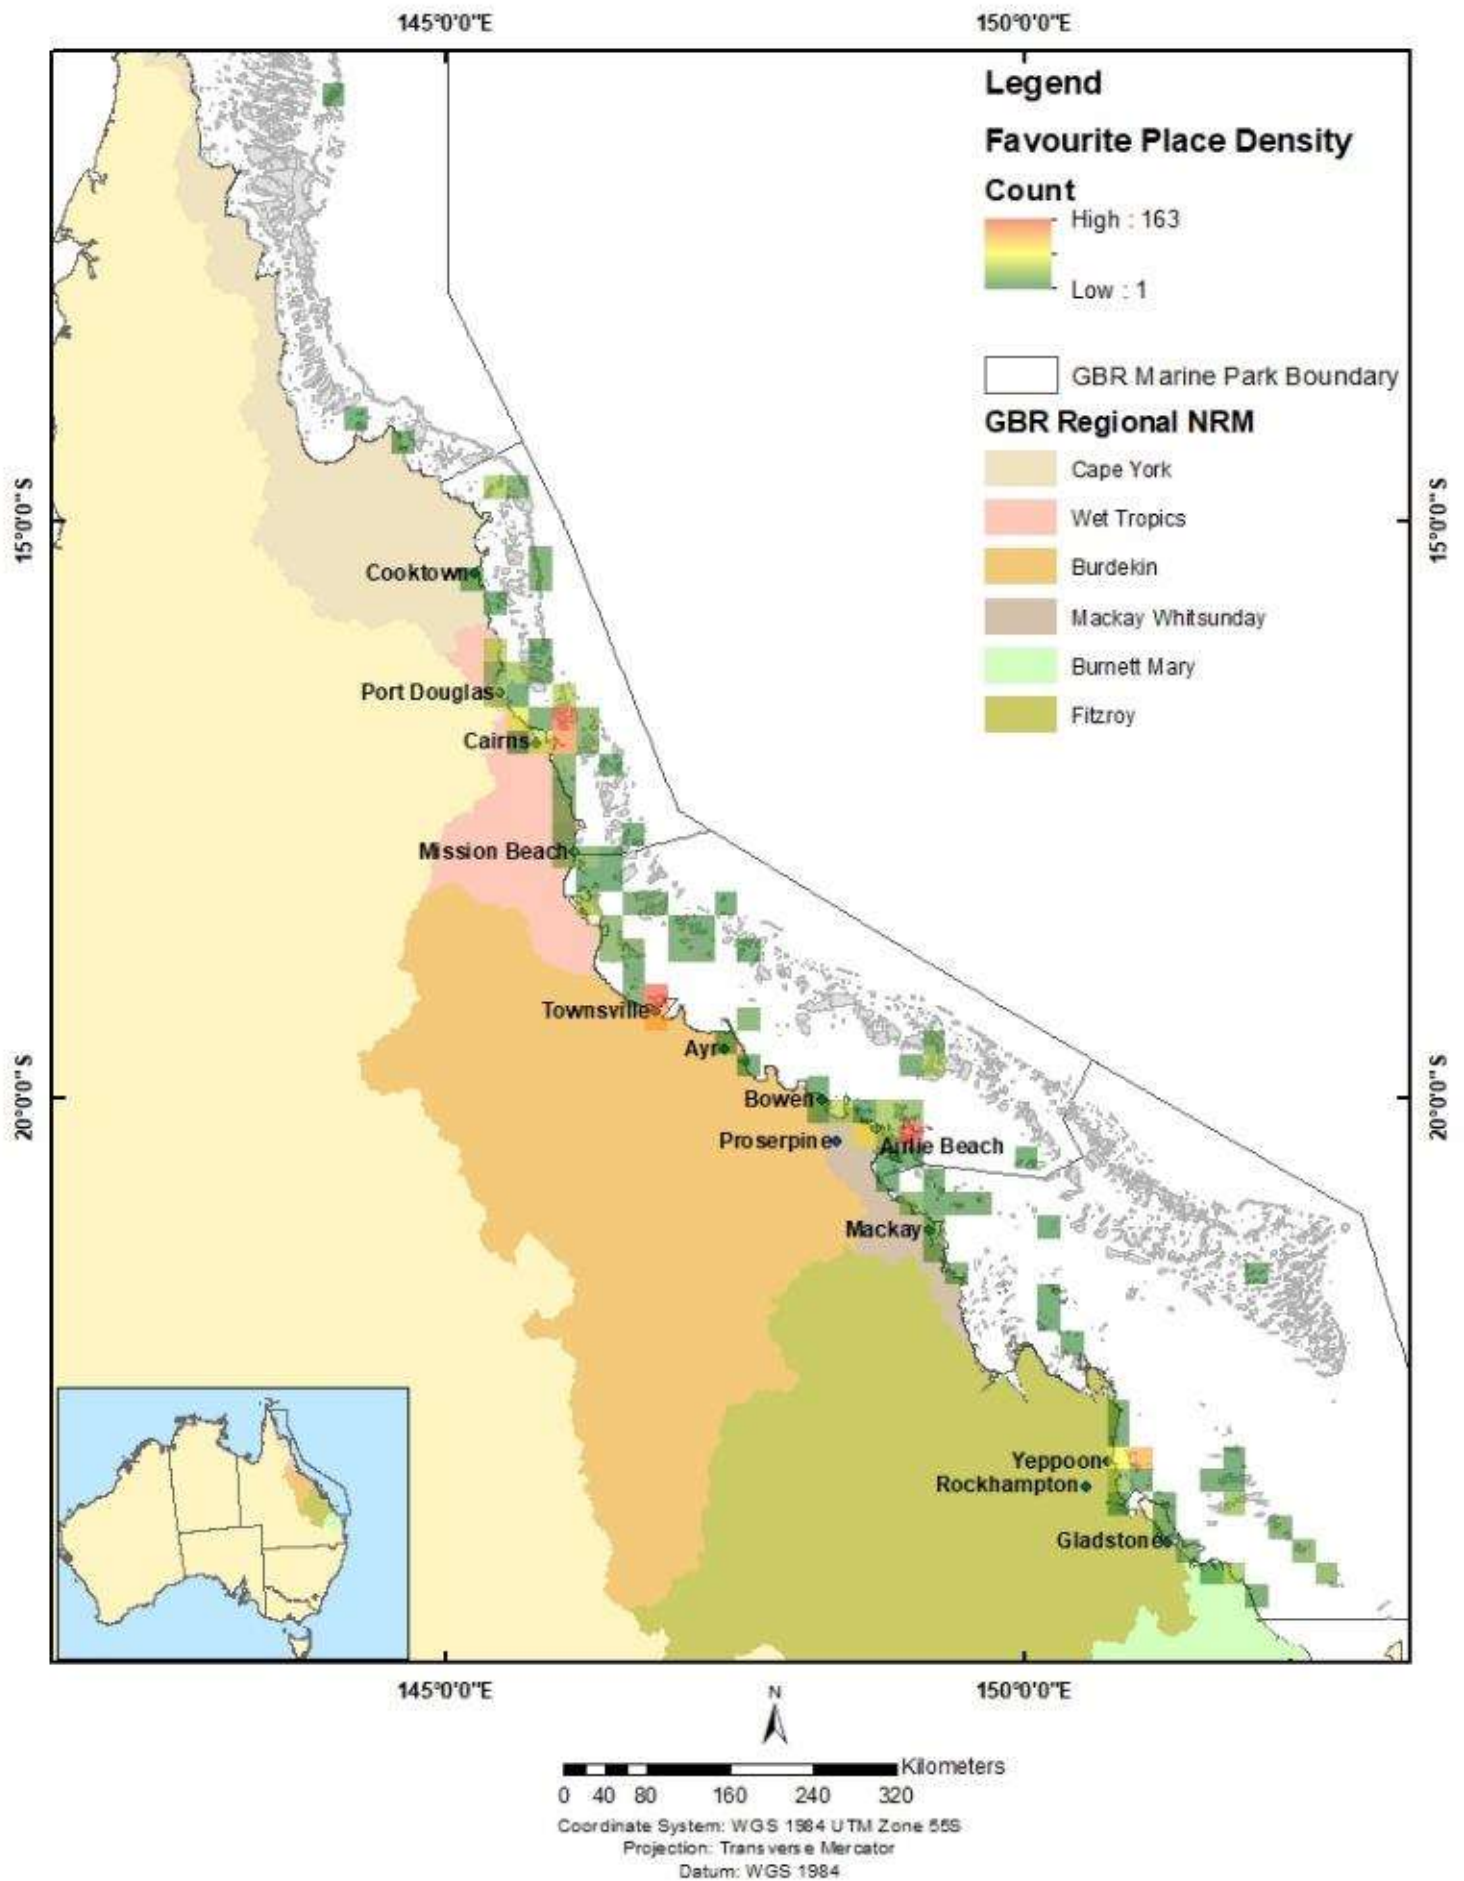 145°0'0"E
150°0'0"E
Legend
Favourite Place Density
Count
High : 163
Low : 1
GBR Marine Park Boundary
GBR Regional NRM
Cape York
Wet Tropics
Burdekin
Mackay Whitsunday
Burnett Mary
Fitzroy
15°0'0"S
15°0'0"S
Cooktown
Port Douglas
Cairns
Mission Beach
Townsville
Ayr
Bowen
20°0'0"S
20°0'0"S
Proserpine
Airlie Beach
Mackay
Yeppoon
Rockhampton
Gladstone
145°0'0"E
150°0'0"E
N
Kilometers
0 40 80 160 240 320
Coordinate System: WGS 1984 UTM Zone 55S
Projection: Transverse Mercator
Datum: WGS 1984